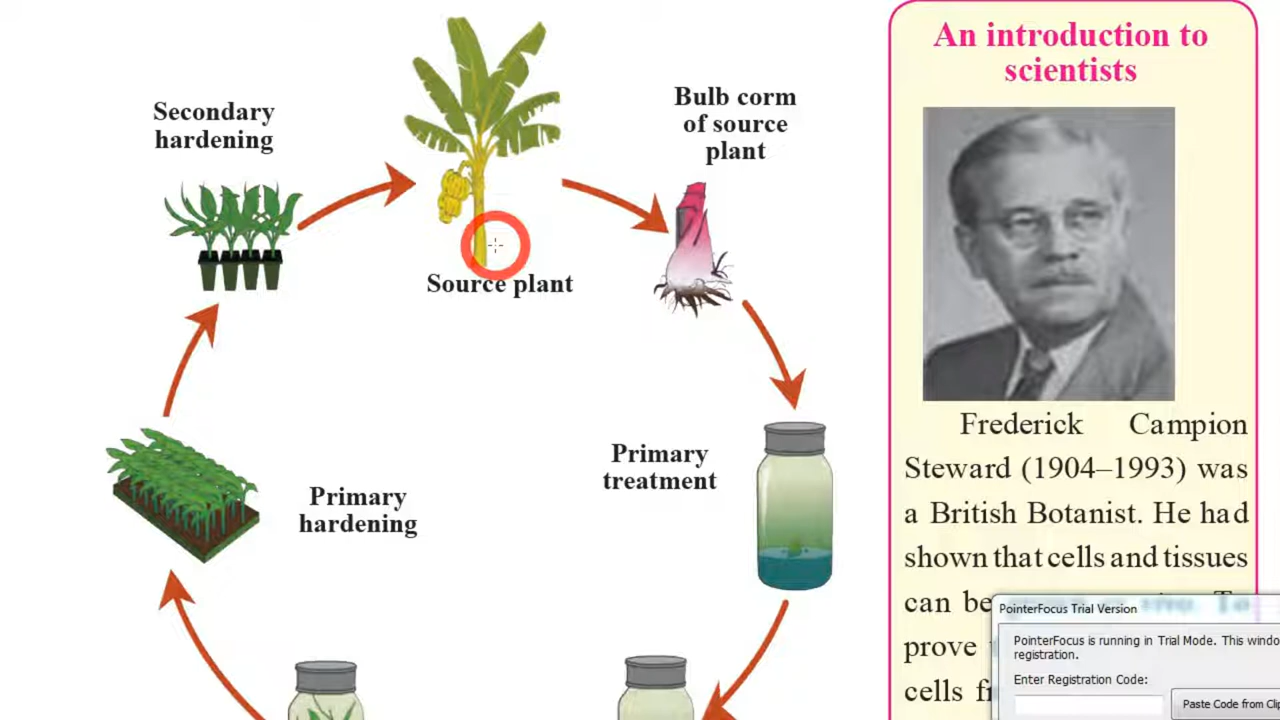 Secondary
hardening
Source plant
Bulb corm
of source
plant
Primary
treatment
Primary
hardening
An introduction to
scientists
Frederick Campion
Steward (1904–1993) was
a British Botanist. He had
shown that cells and tissues
can be
prove
cells
PointerFocus Trial Version
PointerFocus is running in Trial Mode. This
registration.
Enter Registration Code:
Paste Code from